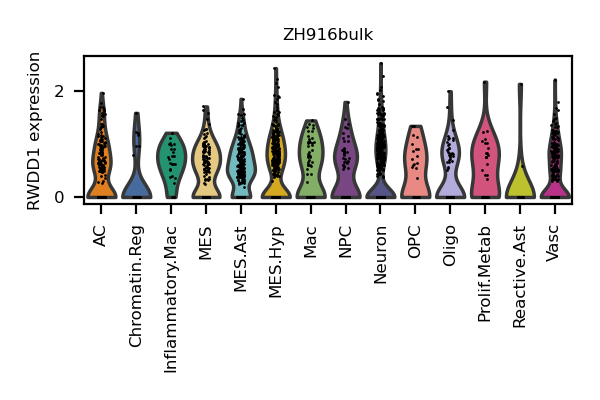 ZH916bulk
RWDD1 expression
2
0
AC
Chromatin.Reg
Inflammatory.Mac
MES
MES.Ast
MES.Hyp
Mac
NPC
Neuron
OPC
Oligo
Prolif.Metab
Reactive.Ast
Vasc